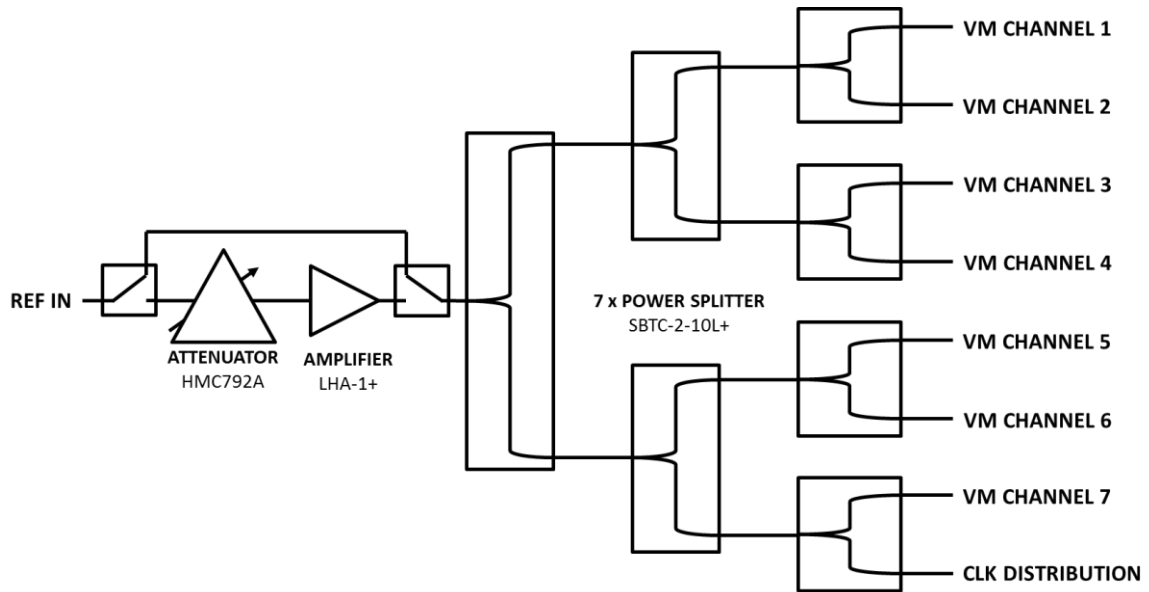 VM CHANNEL 1
VM CHANNEL 2
VM CHANNEL 3
VM CHANNEL 4
REF IN
7 x POWER SPLITTER
SBTC-2-10L+
ATTENUATOR
HMC792A
AMPLIFIER
LHA-1+
VM CHANNEL 5
VM CHANNEL 6
VM CHANNEL 7
CLK DISTRIBUTION